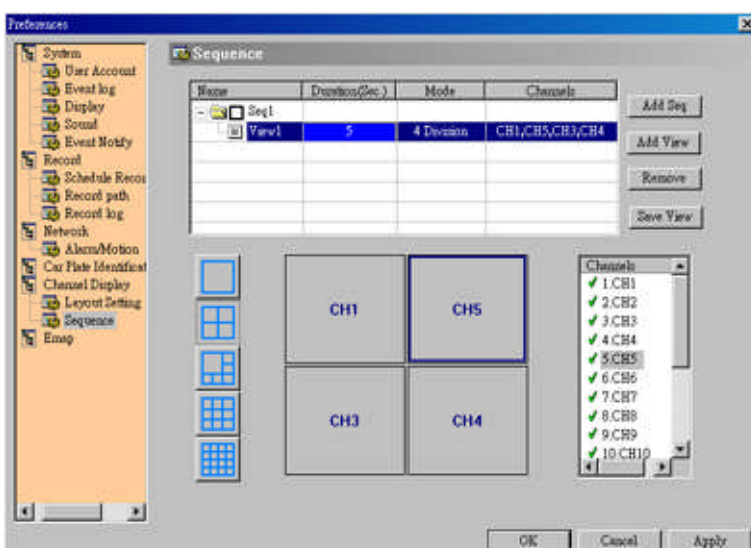 Preferences
System
User Account
Event log
Display
Sound
Event Notify
Record
Schedule Recor
Record path
Record log
Network
Alarm/Motion
Car Plate Identificat
Channel Display
Layout Setting
Sequence
Emap
Sequence
Name Duration(Sec.) Mode Channels
Seq1
View1 5 4 Division CH1,CH5,CH3,CH4
Add Seq
Add View
Remove
Save View
CH1 CH5
CH3 CH4
Channels
1.CH1
2.CH2
3.CH3
4.CH4
5.CH5
6.CH6
7.CH7
8.CH8
9.CH9
10.CH10
OK Cancel Apply